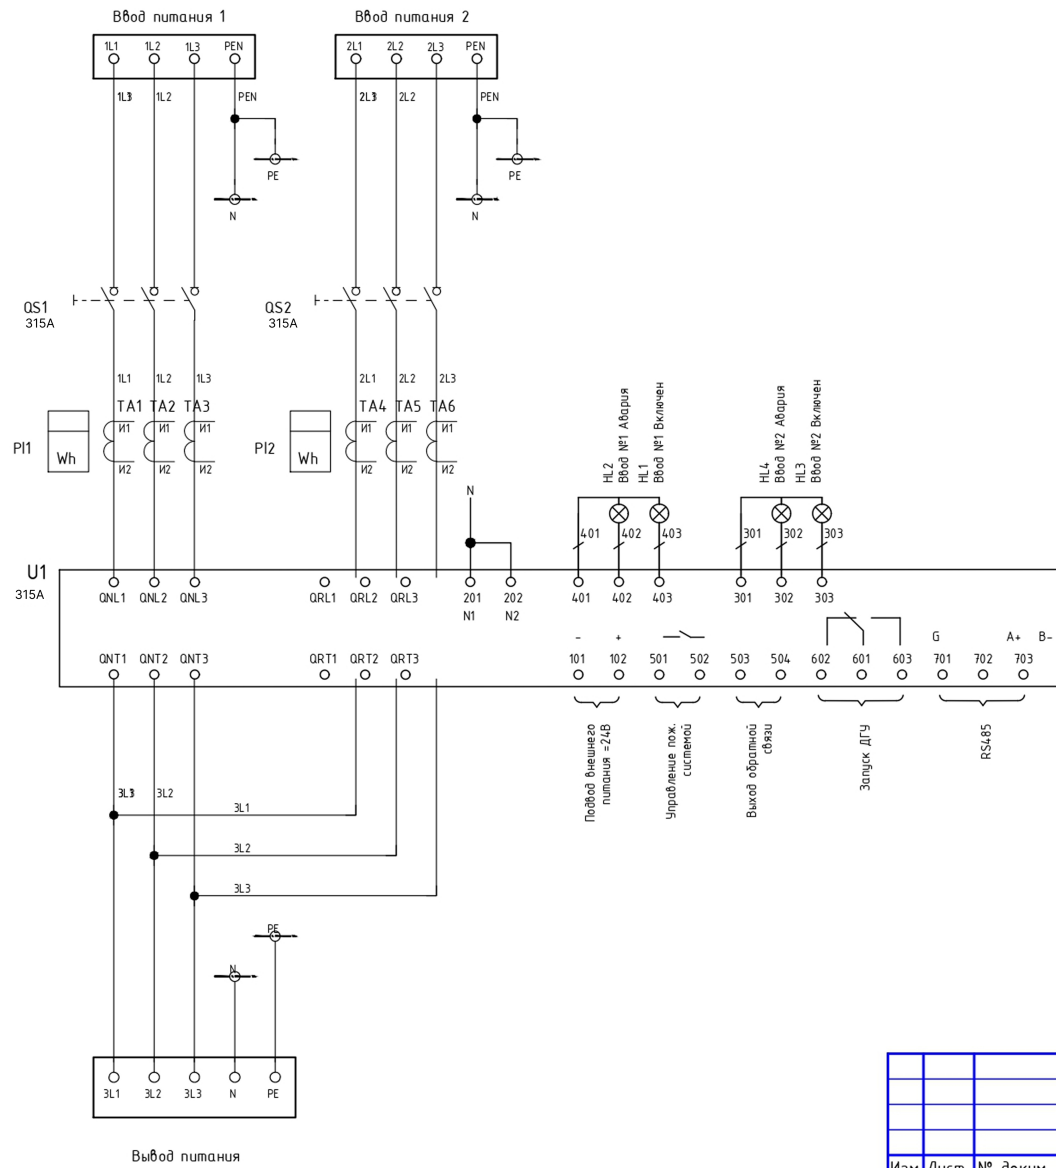 Ввод питания 1
Ввод питания 2
1L1 1L2 1L3 PEN
2L1 2L2 2L3 PEN
1L2 PEN
2L2 PEN
PE
N
PE
N
QS1
315А
QS2
315А
1L1 1L2 1L3
2L1 2L2 2L3
TA1 TA2 TA3
TA4 TA5 TA6
И1 И1 И1
И1 И1 И1
PI1 Wh
PI2 Wh
И2 И2 И2
И2 И2 И2
HL2
Ввод №1 Авария
HL1
Ввод №1 Включен
HL4
Ввод №2 Авария
HL3
Ввод №2 Включен
N
401 402 403
301 302 303
U1
315А
QNL1 QNL2 QNL3
QRL1 QRL2 QRL3
201 202
N1 N2
401 402 403
301 302 303
- +
G A+ B-
QNT1 QNT2 QNT3
QRT1 QRT2 QRT3
101 102 501 502 503 504 602 601 603 701 702 703
Подвод внешнего
питания =24В
Управление пож.
системой
Выход обратной
связи
Запуск ДГУ
RS485
3L2
3L1
3L2
3L3
PE
N
3L1 3L2 3L3 N PE
Вывод питания
Изм Лист № докум.